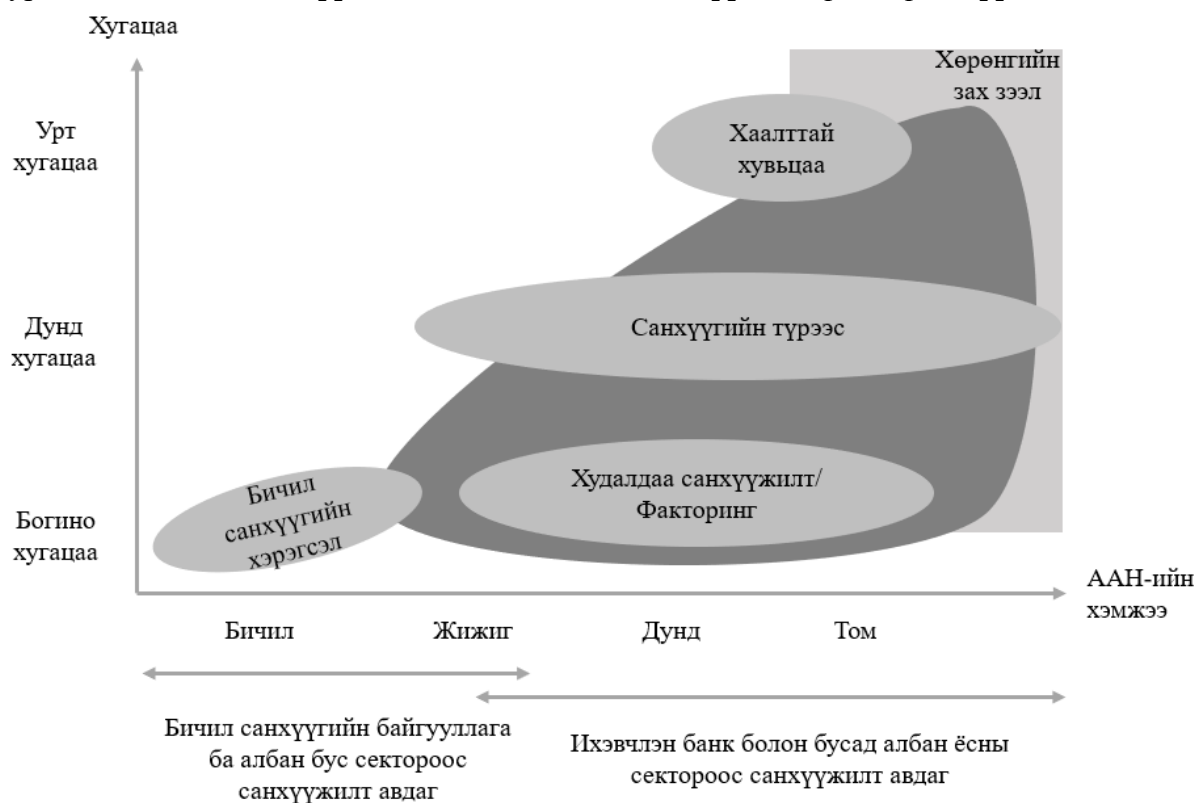 Хугацаа
Хөрөнгийн
зах зээл
Урт
хугацаа
Хаалттай
хувьцаа
Дунд
хугацаа
Санхүүгийн түрээс
Богино
хугацаа
Бичил
санхүүгийн
хэрэгсэл
Худалдаа санхүүжилт/
Факторинг
ААН-ийн
хэмжээ
Бичил
Жижиг
Дунд
Том
Бичил санхүүгийн байгууллага
ба албан бус сектороос
санхүүжилт авдаг
Ихэвчлэн банк болон бусад албан ёсны
сектороос санхүүжилт авдаг